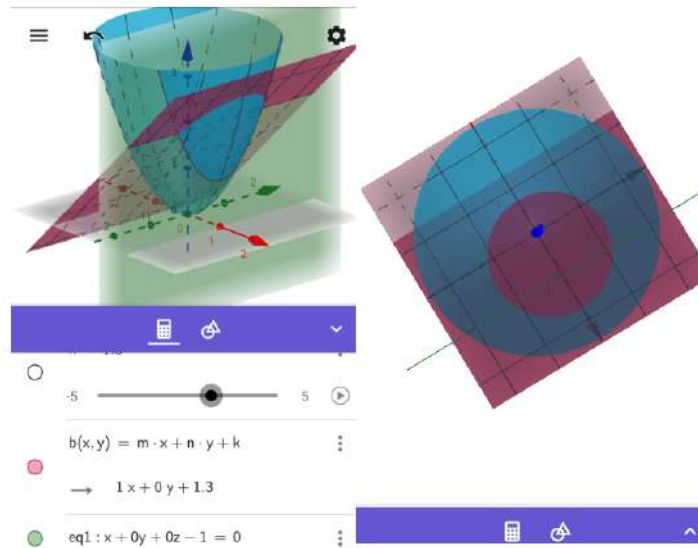 2
1
0
1
2
-5
5
b(x,y) = m · x + n · y + k
→ 1 x + 0 y + 1.3
eq1 : x + 0y + 0z − 1 = 0